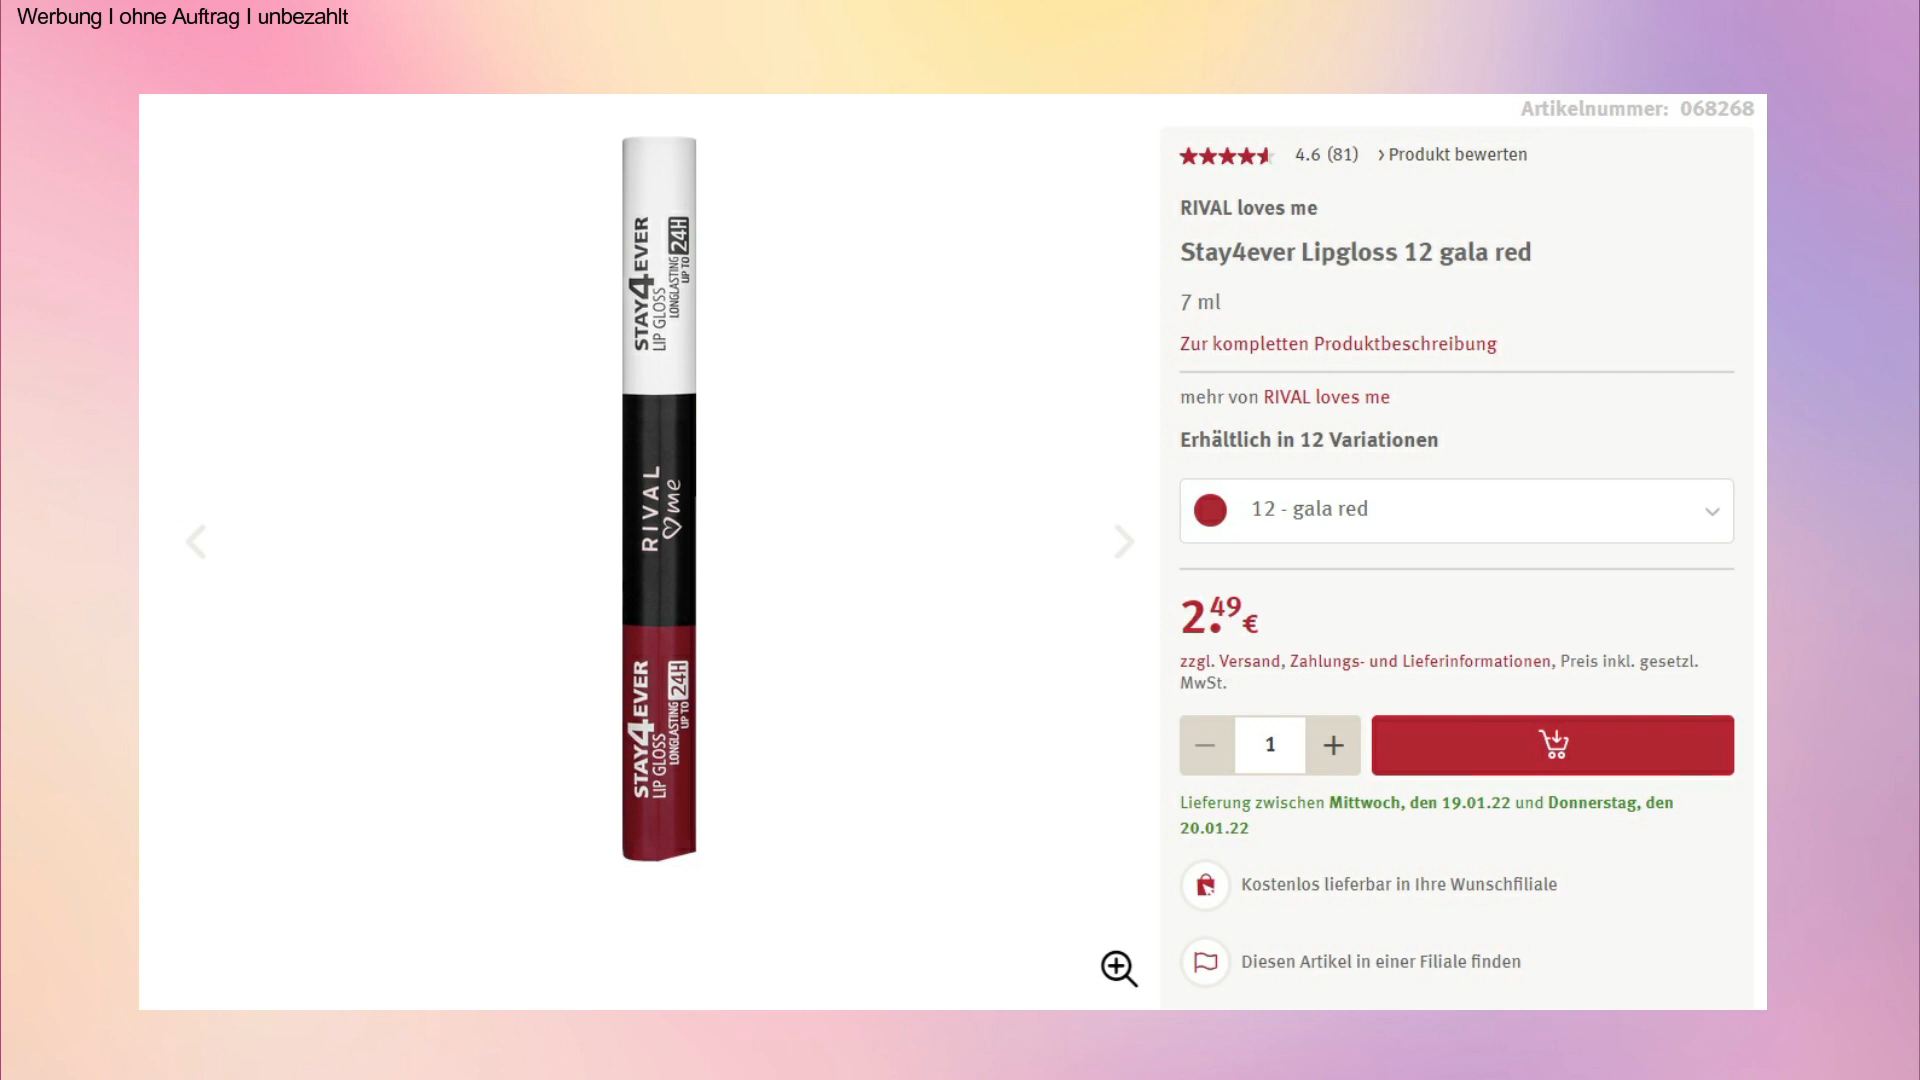 Werbung I ohne Auftrag I unbezahlt
Artikelnummer: 068268
4.6 (81) › Produkt bewerten
RIVAL loves me
Stay4ever Lipgloss 12 gala red
7 ml
Zur kompletten Produktbeschreibung
mehr von RIVAL loves me
Erhältlich in 12 Variationen
12 - gala red
2.49 €
zzgl. Versand, Zahlungs- und Lieferinformationen, Preis inkl. gesetzl.
MwSt.
− 1 +
Lieferung zwischen Mittwoch, den 19.01.22 und Donnerstag, den
20.01.22
Kostenlos lieferbar in Ihre Wunschfiliale
Diesen Artikel in einer Filiale finden
STAY4EVER
LIP GLOSS
LONGLASTING
UP TO 24H
RIVAL
♡me
STAY4EVER
LIP GLOSS
LONGLASTING
UP TO 24H